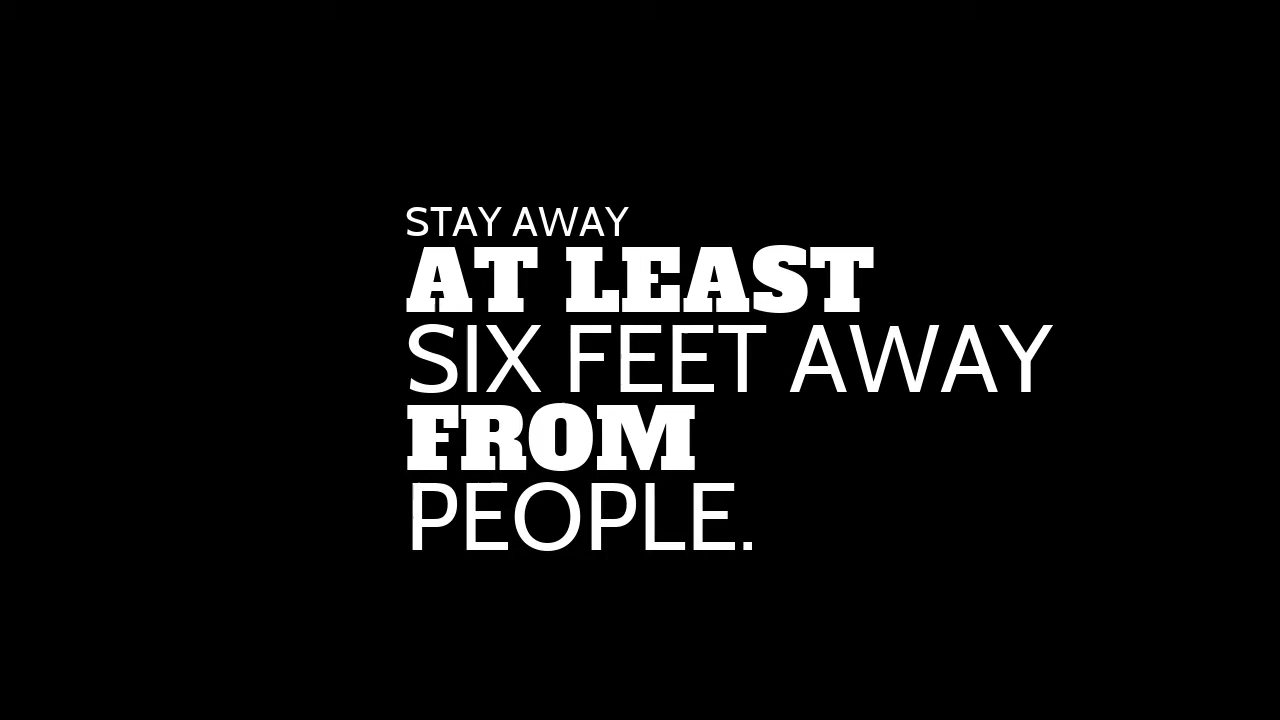 STAY AWAY
AT LEAST
SIX FEET AWAY
FROM
PEOPLE.